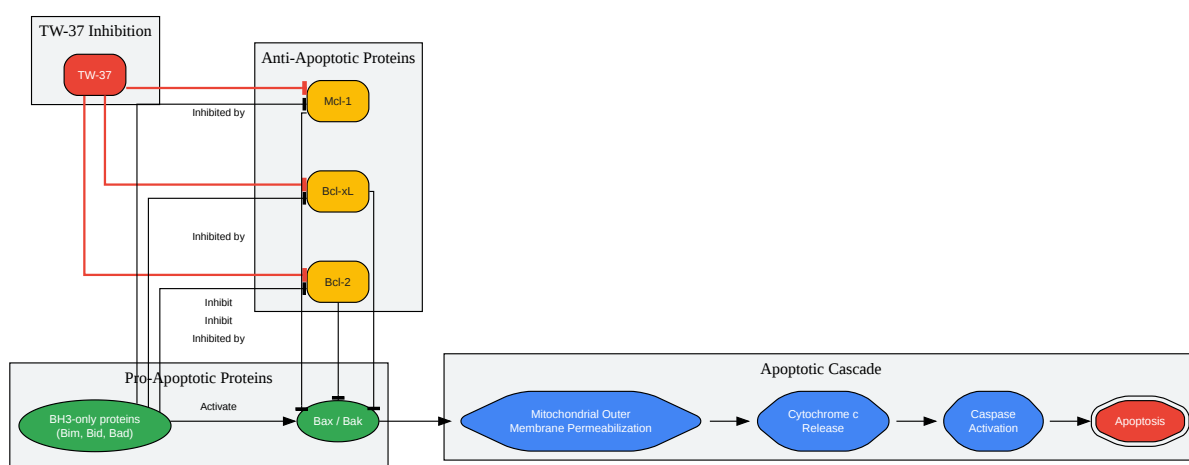 TW-37 Inhibition
TW-37
Anti-Apoptotic Proteins
Mcl-1
Inhibited by
Bcl-xL
Inhibited by
Bcl-2
Inhibit
Inhibit
Inhibited by
Pro-Apoptotic Proteins
BH3-only proteins
(Bim, Bid, Bad)
Activate
Bax / Bak
Apoptotic Cascade
Mitochondrial Outer
Membrane Permeabilization
Cytochrome c
Release
Caspase
Activation
Apoptosis